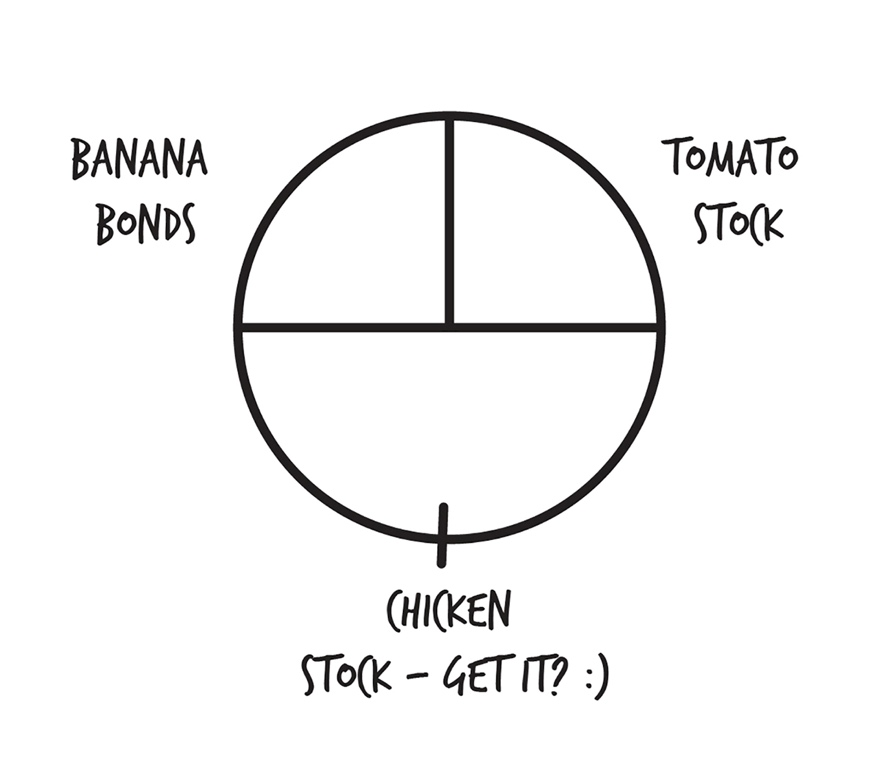 BANANA
BONDS
TOMATO
STOCK
CHICKEN
STOCK – GET IT? :)